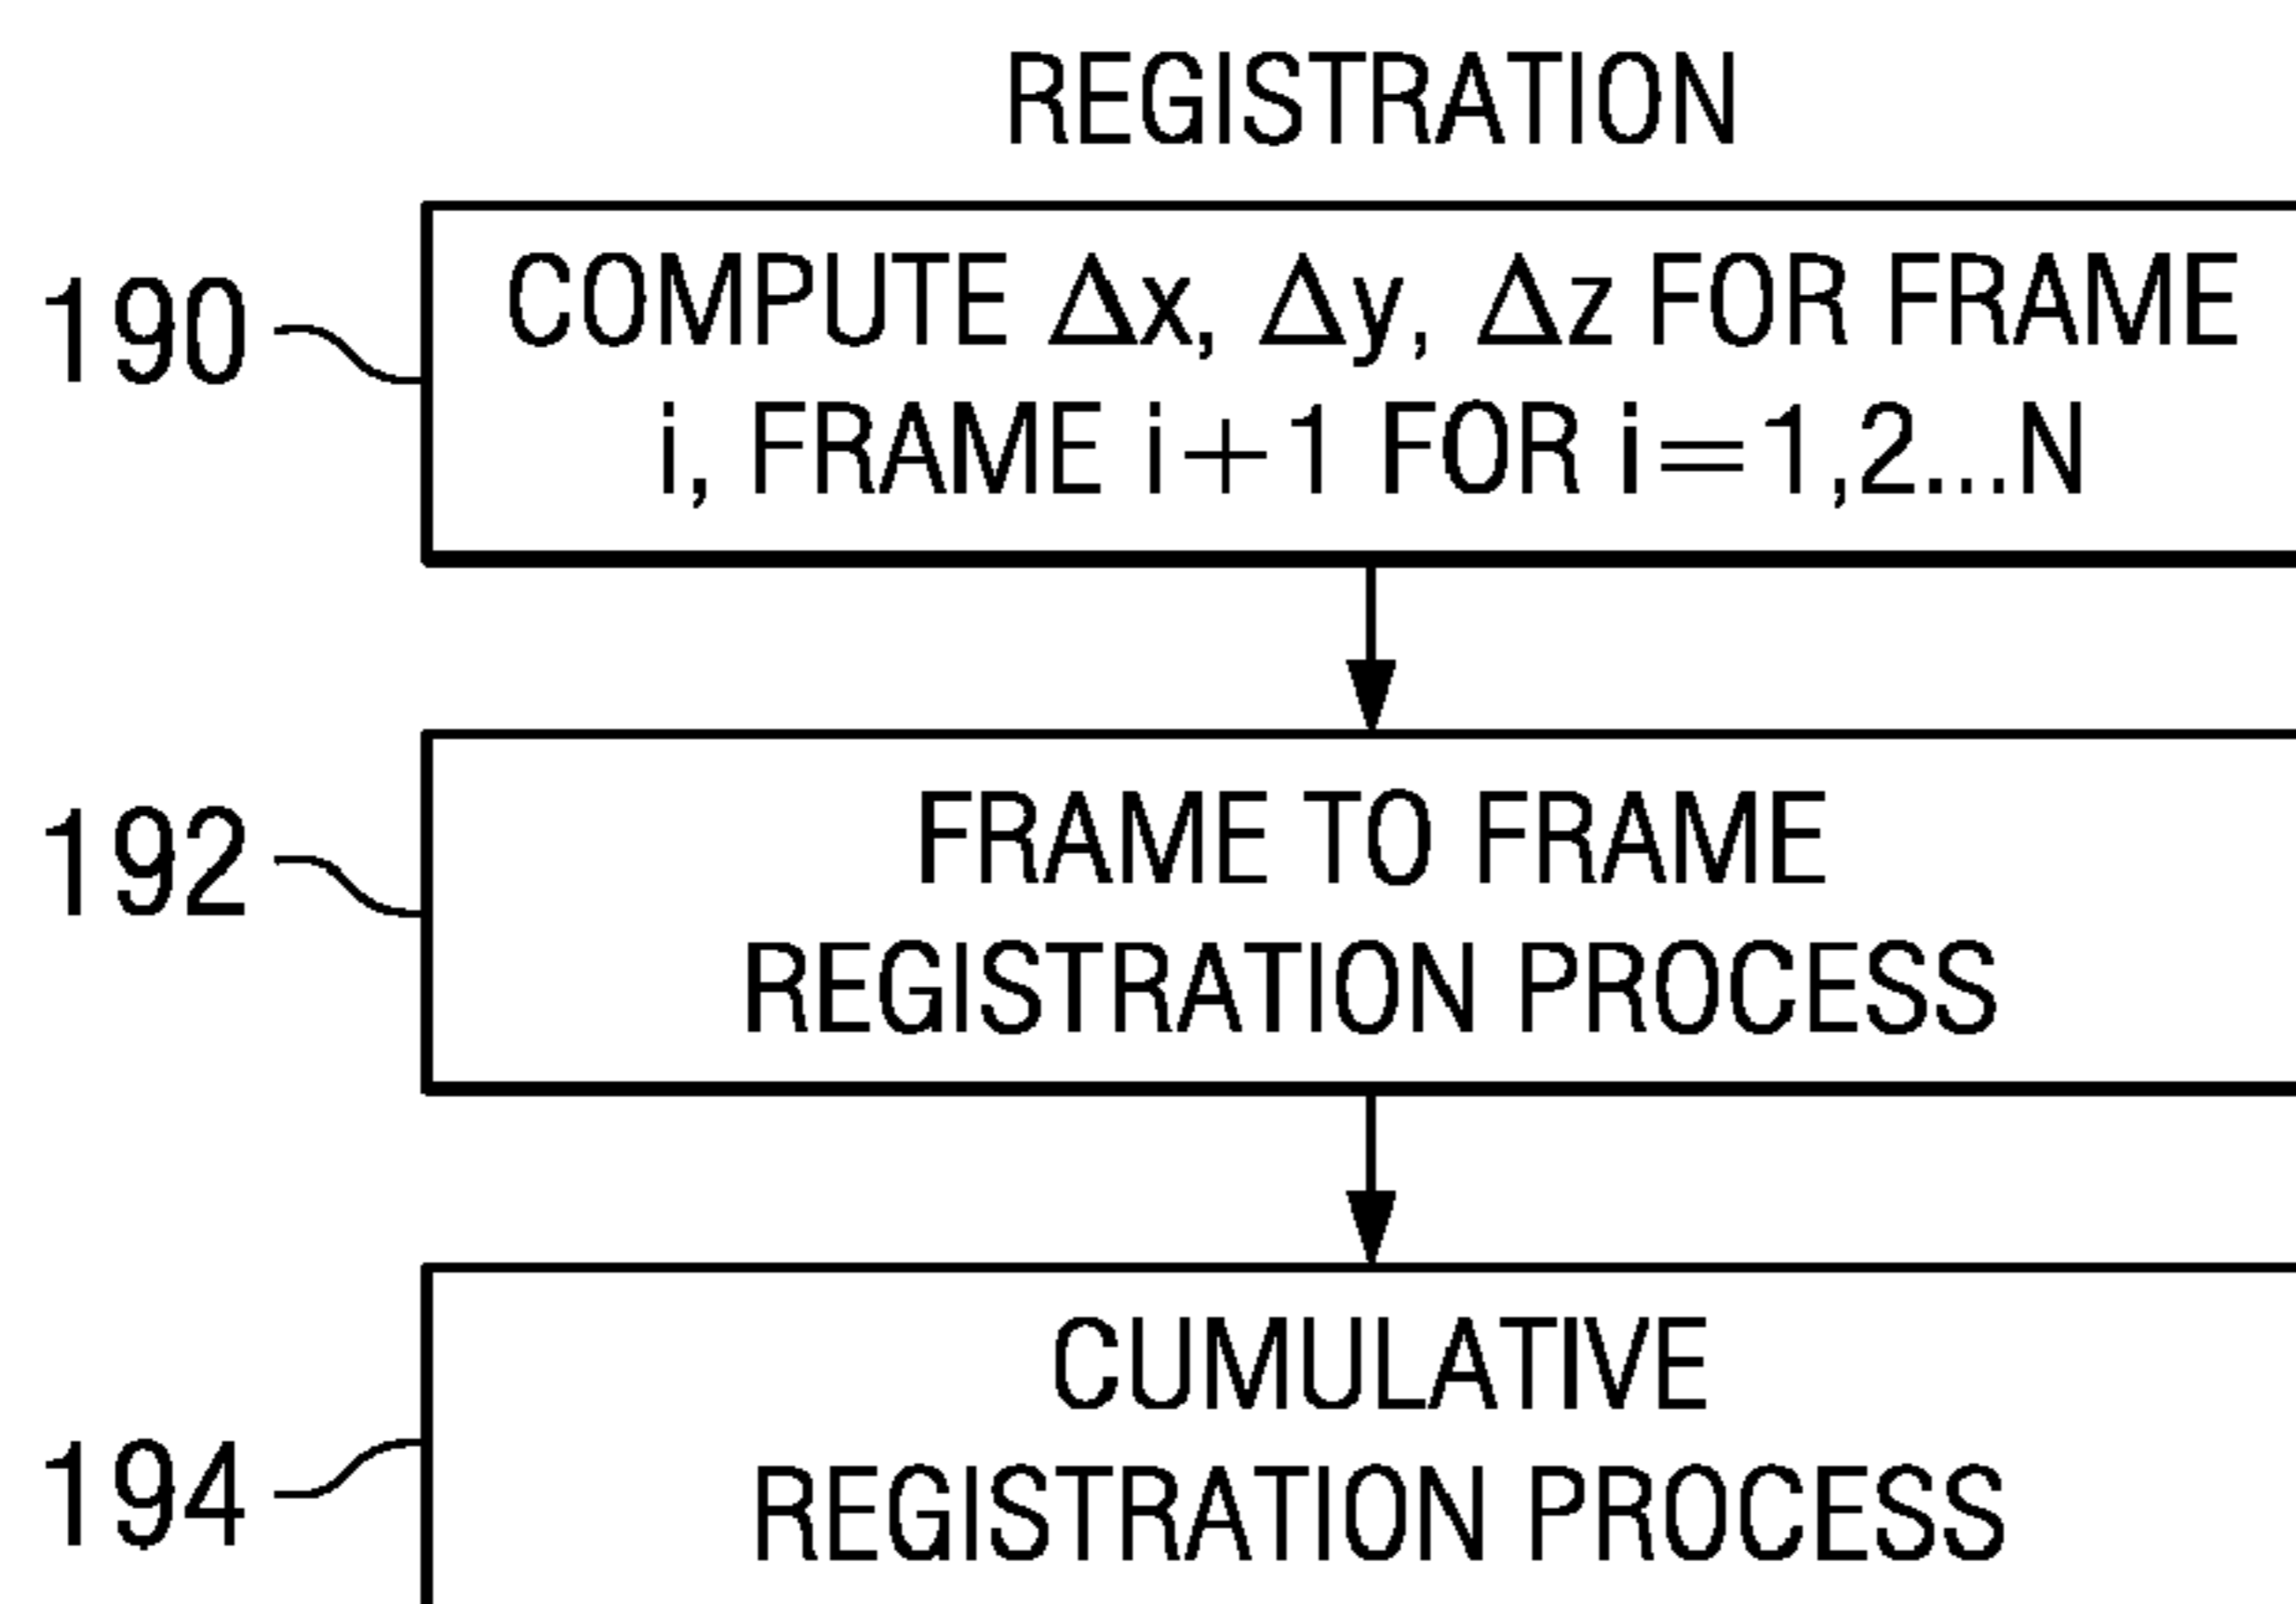 REGISTRATION
190
COMPUTE Δx, Δy, Δz FOR FRAME
i, FRAME i+1 FOR i=1,2...N
192
FRAME TO FRAME
REGISTRATION PROCESS
194
CUMULATIVE
REGISTRATION PROCESS